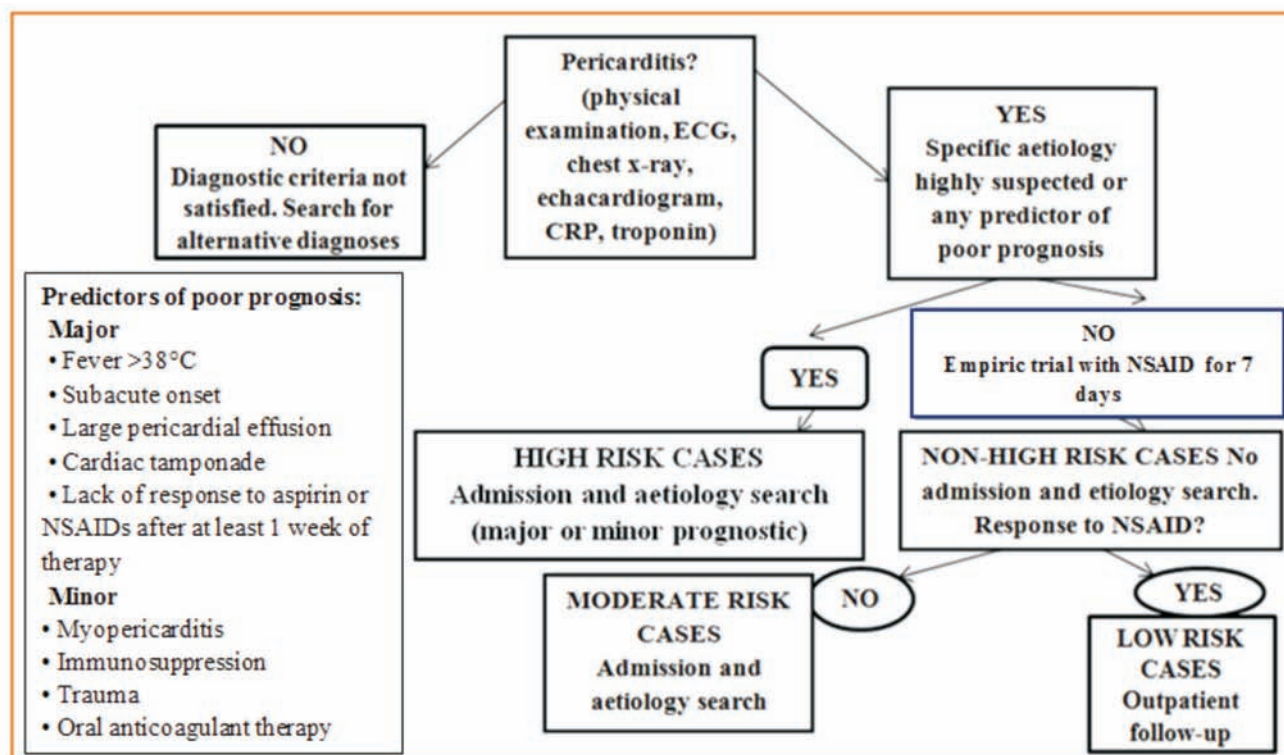 Pericarditis?
(physical
examination, ECG,
chest x-ray,
echacardiogram,
CRP, troponin)
NO
Diagnostic criteria not
satisfied. Search for
alternative diagnoses
YES
Specific aetiology
highly suspected or
any predictor of
poor prognosis
Predictors of poor prognosis:
Major
• Fever >38°C
• Subacute onset
• Large pericardial effusion
• Cardiac tamponade
• Lack of response to aspirin or
NSAIDs after at least 1 week of
therapy
Minor
• Myopericarditis
• Immunosuppression
• Trauma
• Oral anticoagulant therapy
YES
NO
Empiric trial with NSAID for 7
days
HIGH RISK CASES
Admission and aetiology search
(major or minor prognostic)
NON-HIGH RISK CASES No
admission and etiology search.
Response to NSAID?
NO
YES
MODERATE RISK
CASES
Admission and
aetiology search
LOW RISK
CASES
Outpatient
follow-up